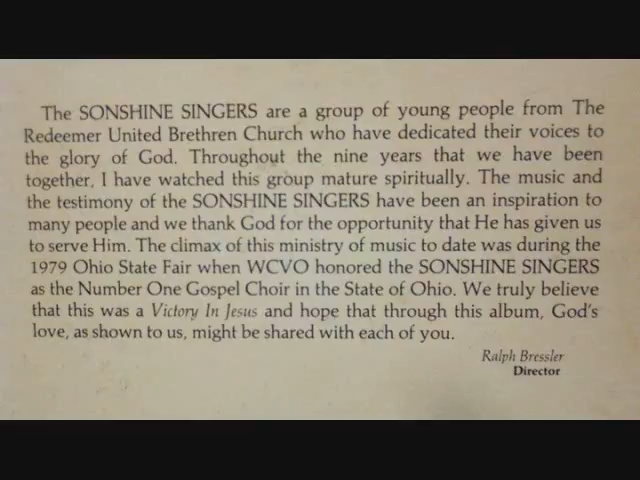 The SONSHINE SINGERS are a group of young people from The
Redeemer United Brethren Church who have dedicated their voices to
the glory of God. Throughout the nine years that we have been
together, I have watched this group mature spiritually. The music and
the testimony of the SONSHINE SINGERS have been an inspiration to
many people and we thank God for the opportunity that He has given us
to serve Him. The climax of this ministry of music to date was during the
1979 Ohio State Fair when WCVO honored the SONSHINE SINGERS
as the Number One Gospel Choir in the State of Ohio. We truly believe
that this was a Victory In Jesus and hope that through this album, God's
love, as shown to us, might be shared with each of you.
Ralph Bressler
Director